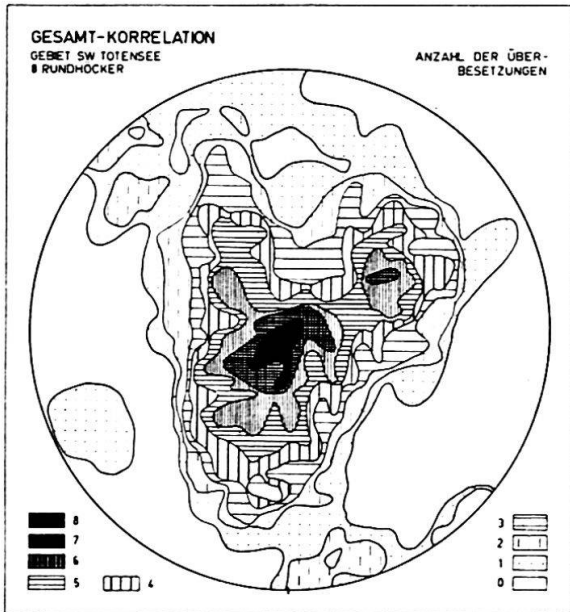 GESAMT-KORRELATION
GEBIET SW TOTENSEE
8 RUNDHÖCKER
ANZAHL DER ÜBER-
BESETZUNGEN
8
7
6
5 4
3
2
1
0